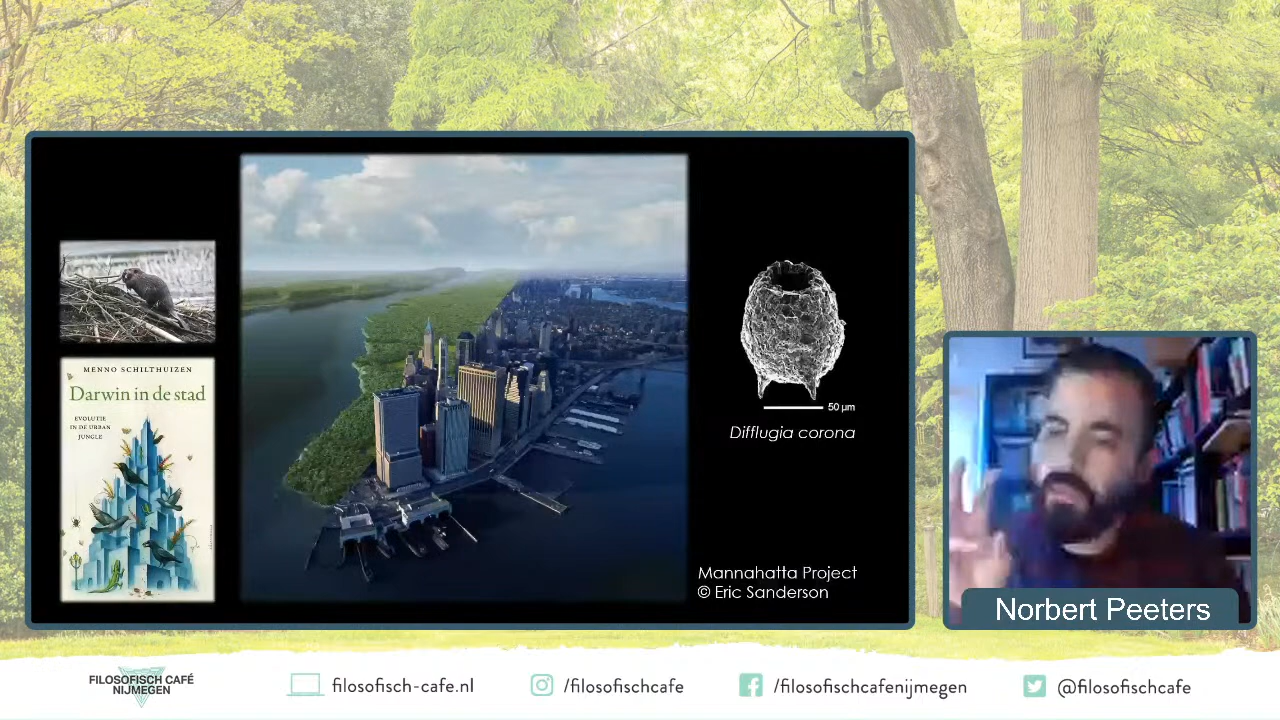 MENNO SCHILTHUIZEN
Darwin in de stad
EVOLUTIE
IN DE URBAN
JUNGLE
50 µm
Difflugia corona
Mannahatta Project
© Eric Sanderson
Norbert Peeters
FILOSOFISCH CAFÉ
NIJMEGEN
filosofisch-cafe.nl
/filosofischcafe
/filosofischcafenijmegen
@filosofischcafe